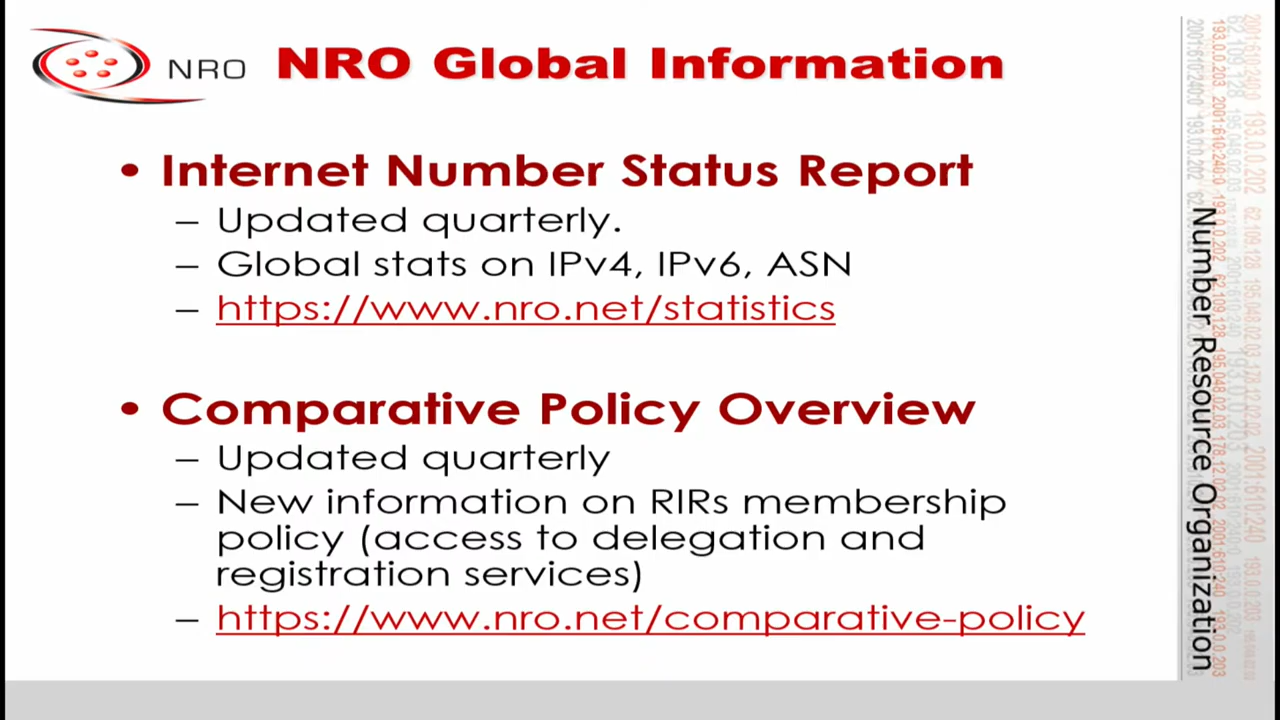 NRO
NRO Global Information
• Internet Number Status Report
– Updated quarterly.
– Global stats on IPv4, IPv6, ASN
– https://www.nro.net/statistics
• Comparative Policy Overview
– Updated quarterly
– New information on RIRs membership
policy (access to delegation and
registration services)
– https://www.nro.net/comparative-policy
Number Resource Organization